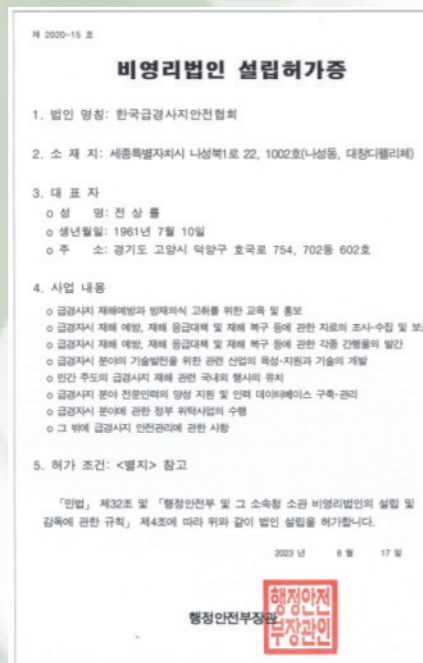 제 2020-15 호
비영리법인 설립허가증
1. 법인 명칭: 한국급경사지안전협회
2. 소 재 지: 세종특별자치시 나성북1로 22, 1002호(나성동, 대창디펠리체)
3. 대 표 자
o 성 명: 전 상 률
o 생년월일: 1961년 7월 10일
o 주 소: 경기도 고양시 덕양구 호국로 754, 702동 602호
4. 사업 내용
o 급경사지 재해예방과 방재의식 고취를 위한 교육 및 홍보
o 급경사지 재해 예방, 재해 응급대책 및 재해 복구 등에 관한 자료의 조사·수집 및 보급
o 급경사지 재해 예방, 재해 응급대책 및 재해 복구 등에 관한 각종 간행물의 발간
o 급경사지 분야의 기술발전을 위한 관련 산업의 육성·지원과 기술의 개발
o 민간 주도의 급경사지 재해 관련 국내외 행사의 유치
o 급경사지 분야 전문인력의 양성 지원 및 인력 데이터베이스 구축·관리
o 급경사지 분야에 관한 정부 위탁사업의 수행
o 그 밖에 급경사지 안전관리에 관한 사항
5. 허가 조건: <별지> 참고
「민법」 제32조 및 「행정안전부 및 그 소속청 소관 비영리법인의 설립 및
감독에 관한 규칙」 제4조에 따라 위와 같이 법인 설립을 허가합니다.
2023 년 8 월 17 일
행정안전부장관
행정안전
부장관인